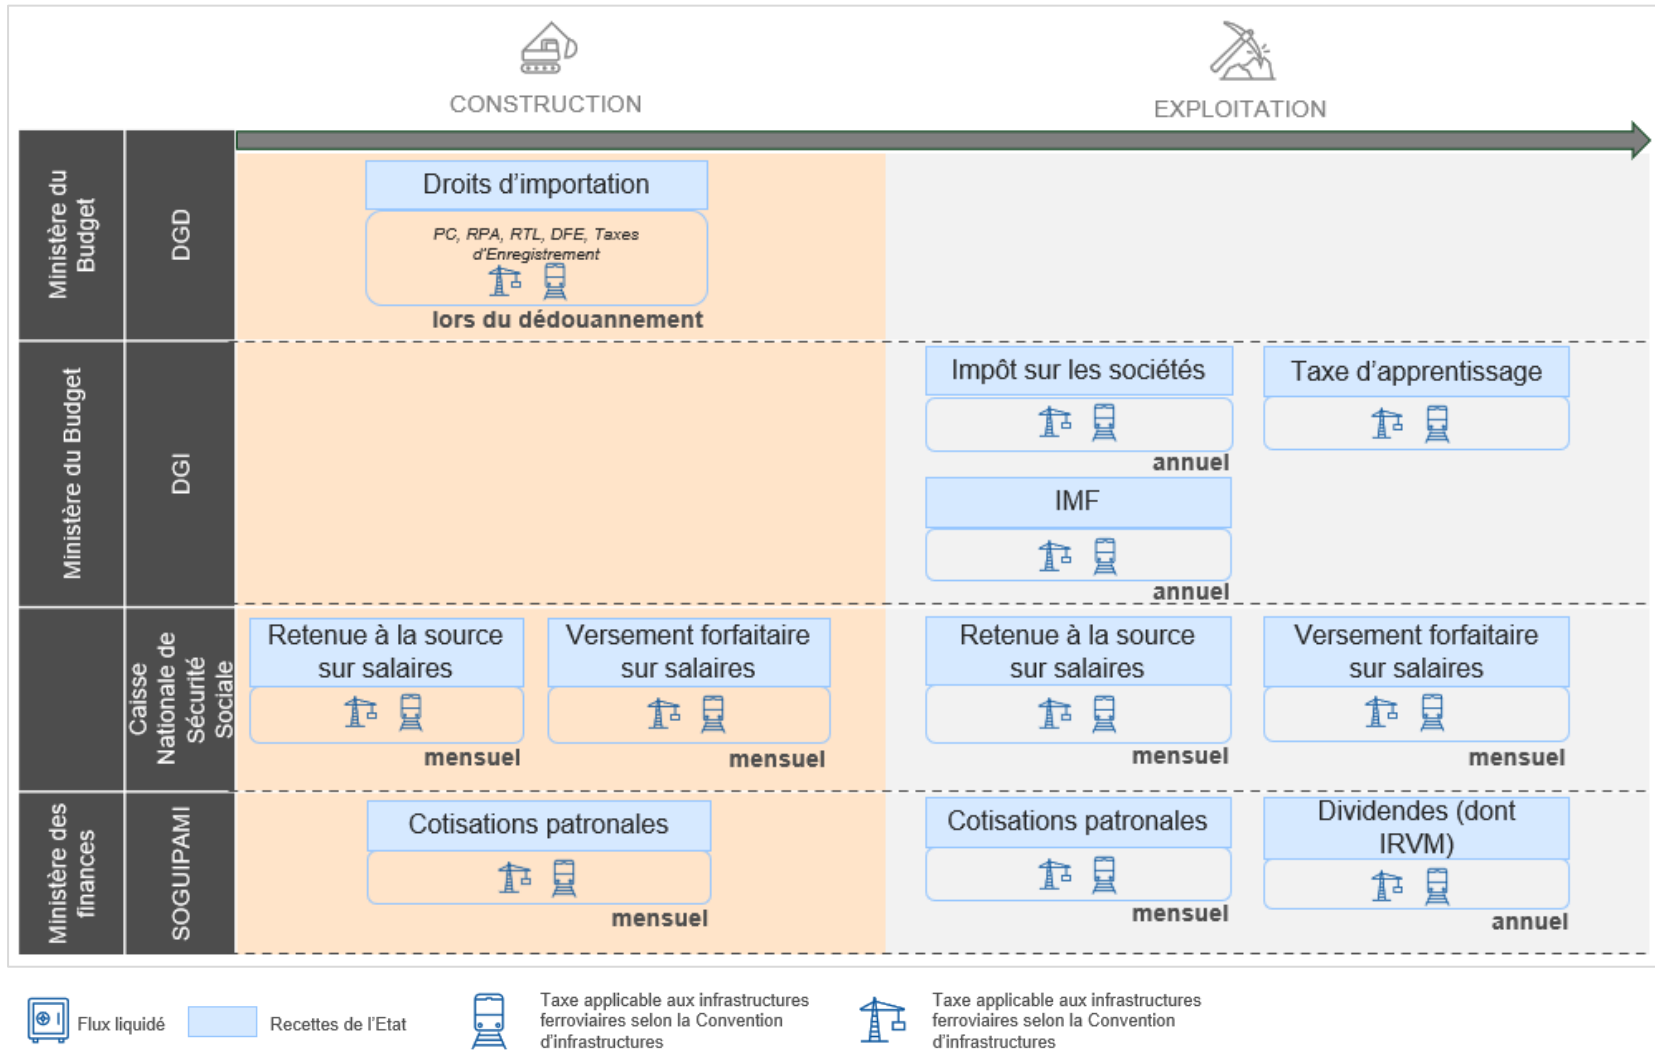 CONSTRUCTION
EXPLOITATION
Ministère du
Budget
DGD
Droits d'importation
PC, RPA, RTL, DFE, Taxes
d'Enregistrement
lors du dédouannement
Ministère du Budget
DGI
Impôt sur les sociétés
annuel
Taxe d'apprentissage
IMF
annuel
Caisse
Nationale de
Sécurité
Sociale
Retenue à la source
sur salaires
mensuel
Versement forfaitaire
sur salaires
mensuel
Retenue à la source
sur salaires
mensuel
Versement forfaitaire
sur salaires
mensuel
Ministère des
finances
SOGUIPAMI
Cotisations patronales
mensuel
Cotisations patronales
mensuel
Dividendes (dont
IRVM)
annuel
Flux liquidé
Recettes de l'Etat
Taxe applicable aux infrastructures
ferroviaires selon la Convention
d'infrastructures
Taxe applicable aux infrastructures
ferroviaires selon la Convention
d'infrastructures